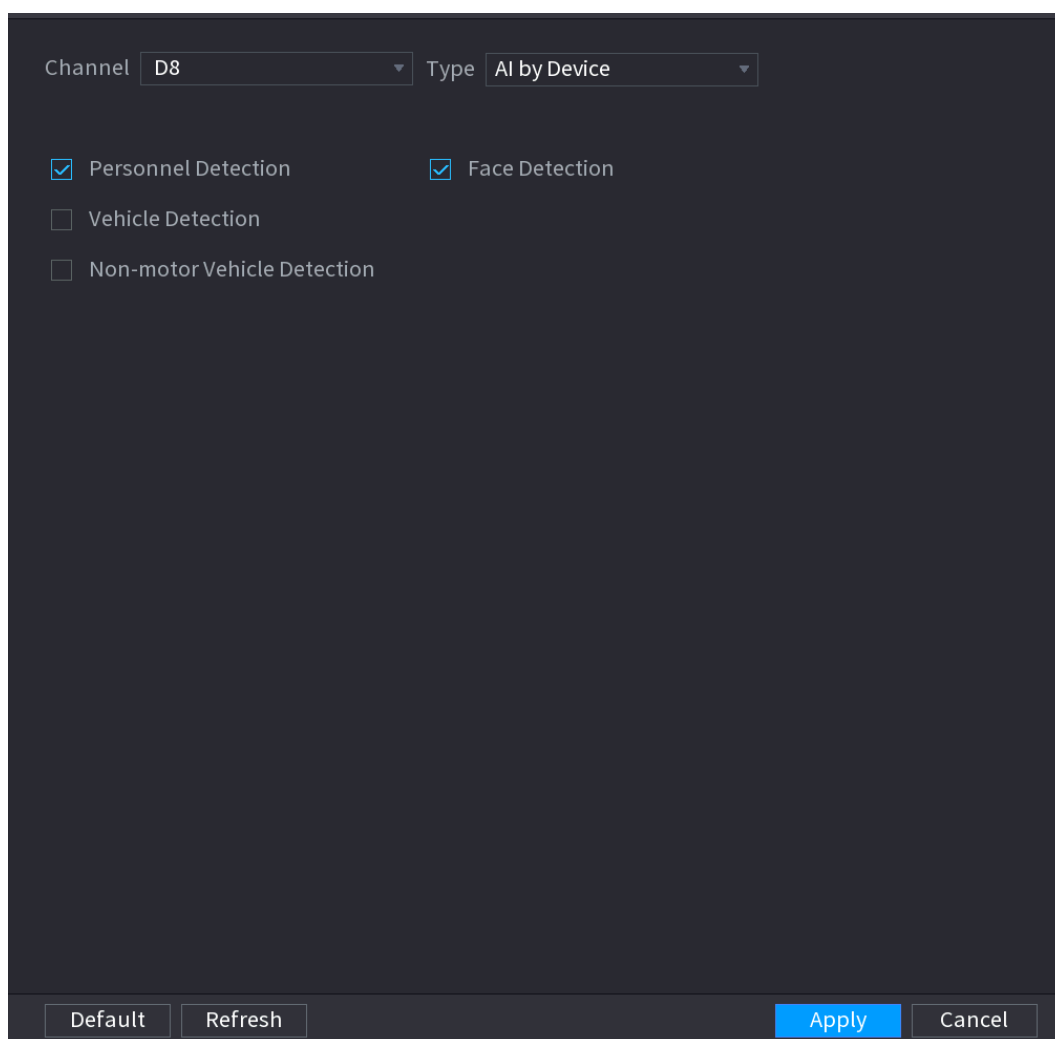 Channel D8 Type AI by Device
Personnel Detection Face Detection
Vehicle Detection
Non-motor Vehicle Detection
Default Refresh Apply Cancel